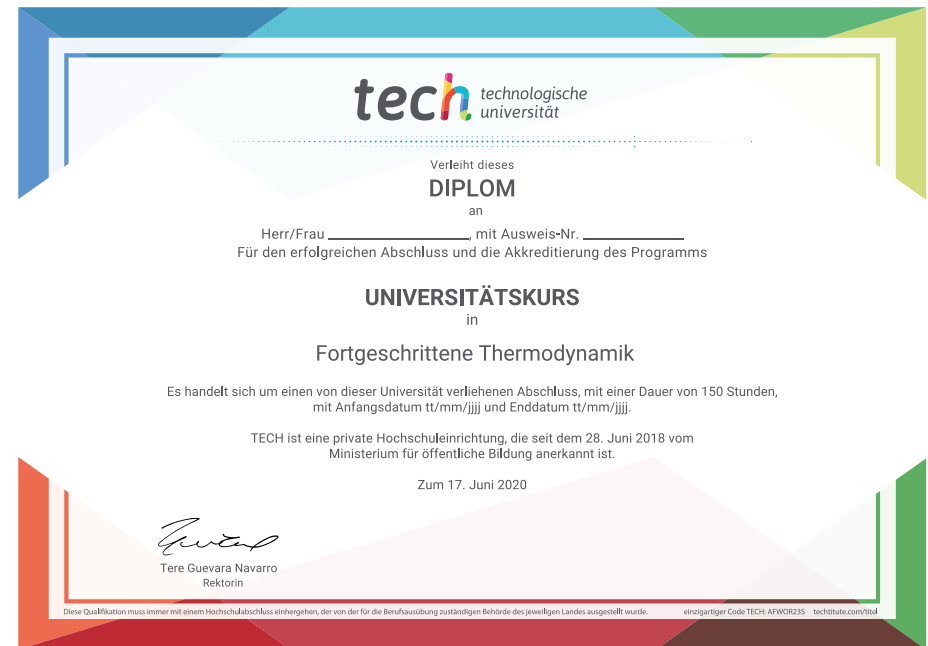 tech technologische
universität
Verleiht dieses
DIPLOM
an
Herr/Frau ____________, mit Ausweis-Nr. ____________
Für den erfolgreichen Abschluss und die Akkreditierung des Programms
UNIVERSITÄTSKURS
in
Fortgeschrittene Thermodynamik
Es handelt sich um einen von dieser Universität verliehenen Abschluss, mit einer Dauer von 150 Stunden,
mit Anfangsdatum tt/mm/jjjj und Enddatum tt/mm/jjjj.
TECH ist eine private Hochschuleinrichtung, die seit dem 28. Juni 2018 vom
Ministerium für öffentliche Bildung anerkannt ist.
Zum 17. Juni 2020
Tere Guevara Navarro
Rektorin
Diese Qualifikation muss immer mit einem Hochschulabschluss einhergehen, der von der für die Berufsausübung zuständigen Behörde des jeweiligen Landes ausgestellt wurde. einzigartiger Code TECH: AFWOR23S techtitute.com/titel